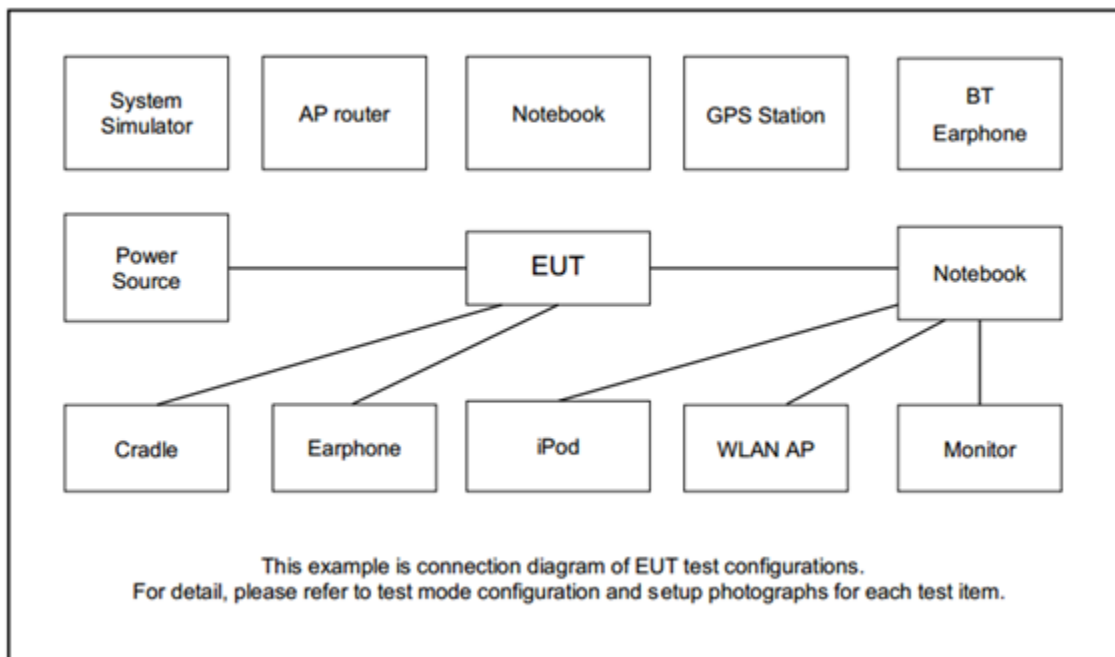 System
Simulator
AP router
Notebook
GPS Station
BT
Earphone
Power
Source
EUT
Notebook
Cradle
Earphone
iPod
WLAN AP
Monitor
This example is connection diagram of EUT test configurations.
For detail, please refer to test mode configuration and setup photographs for each test item.